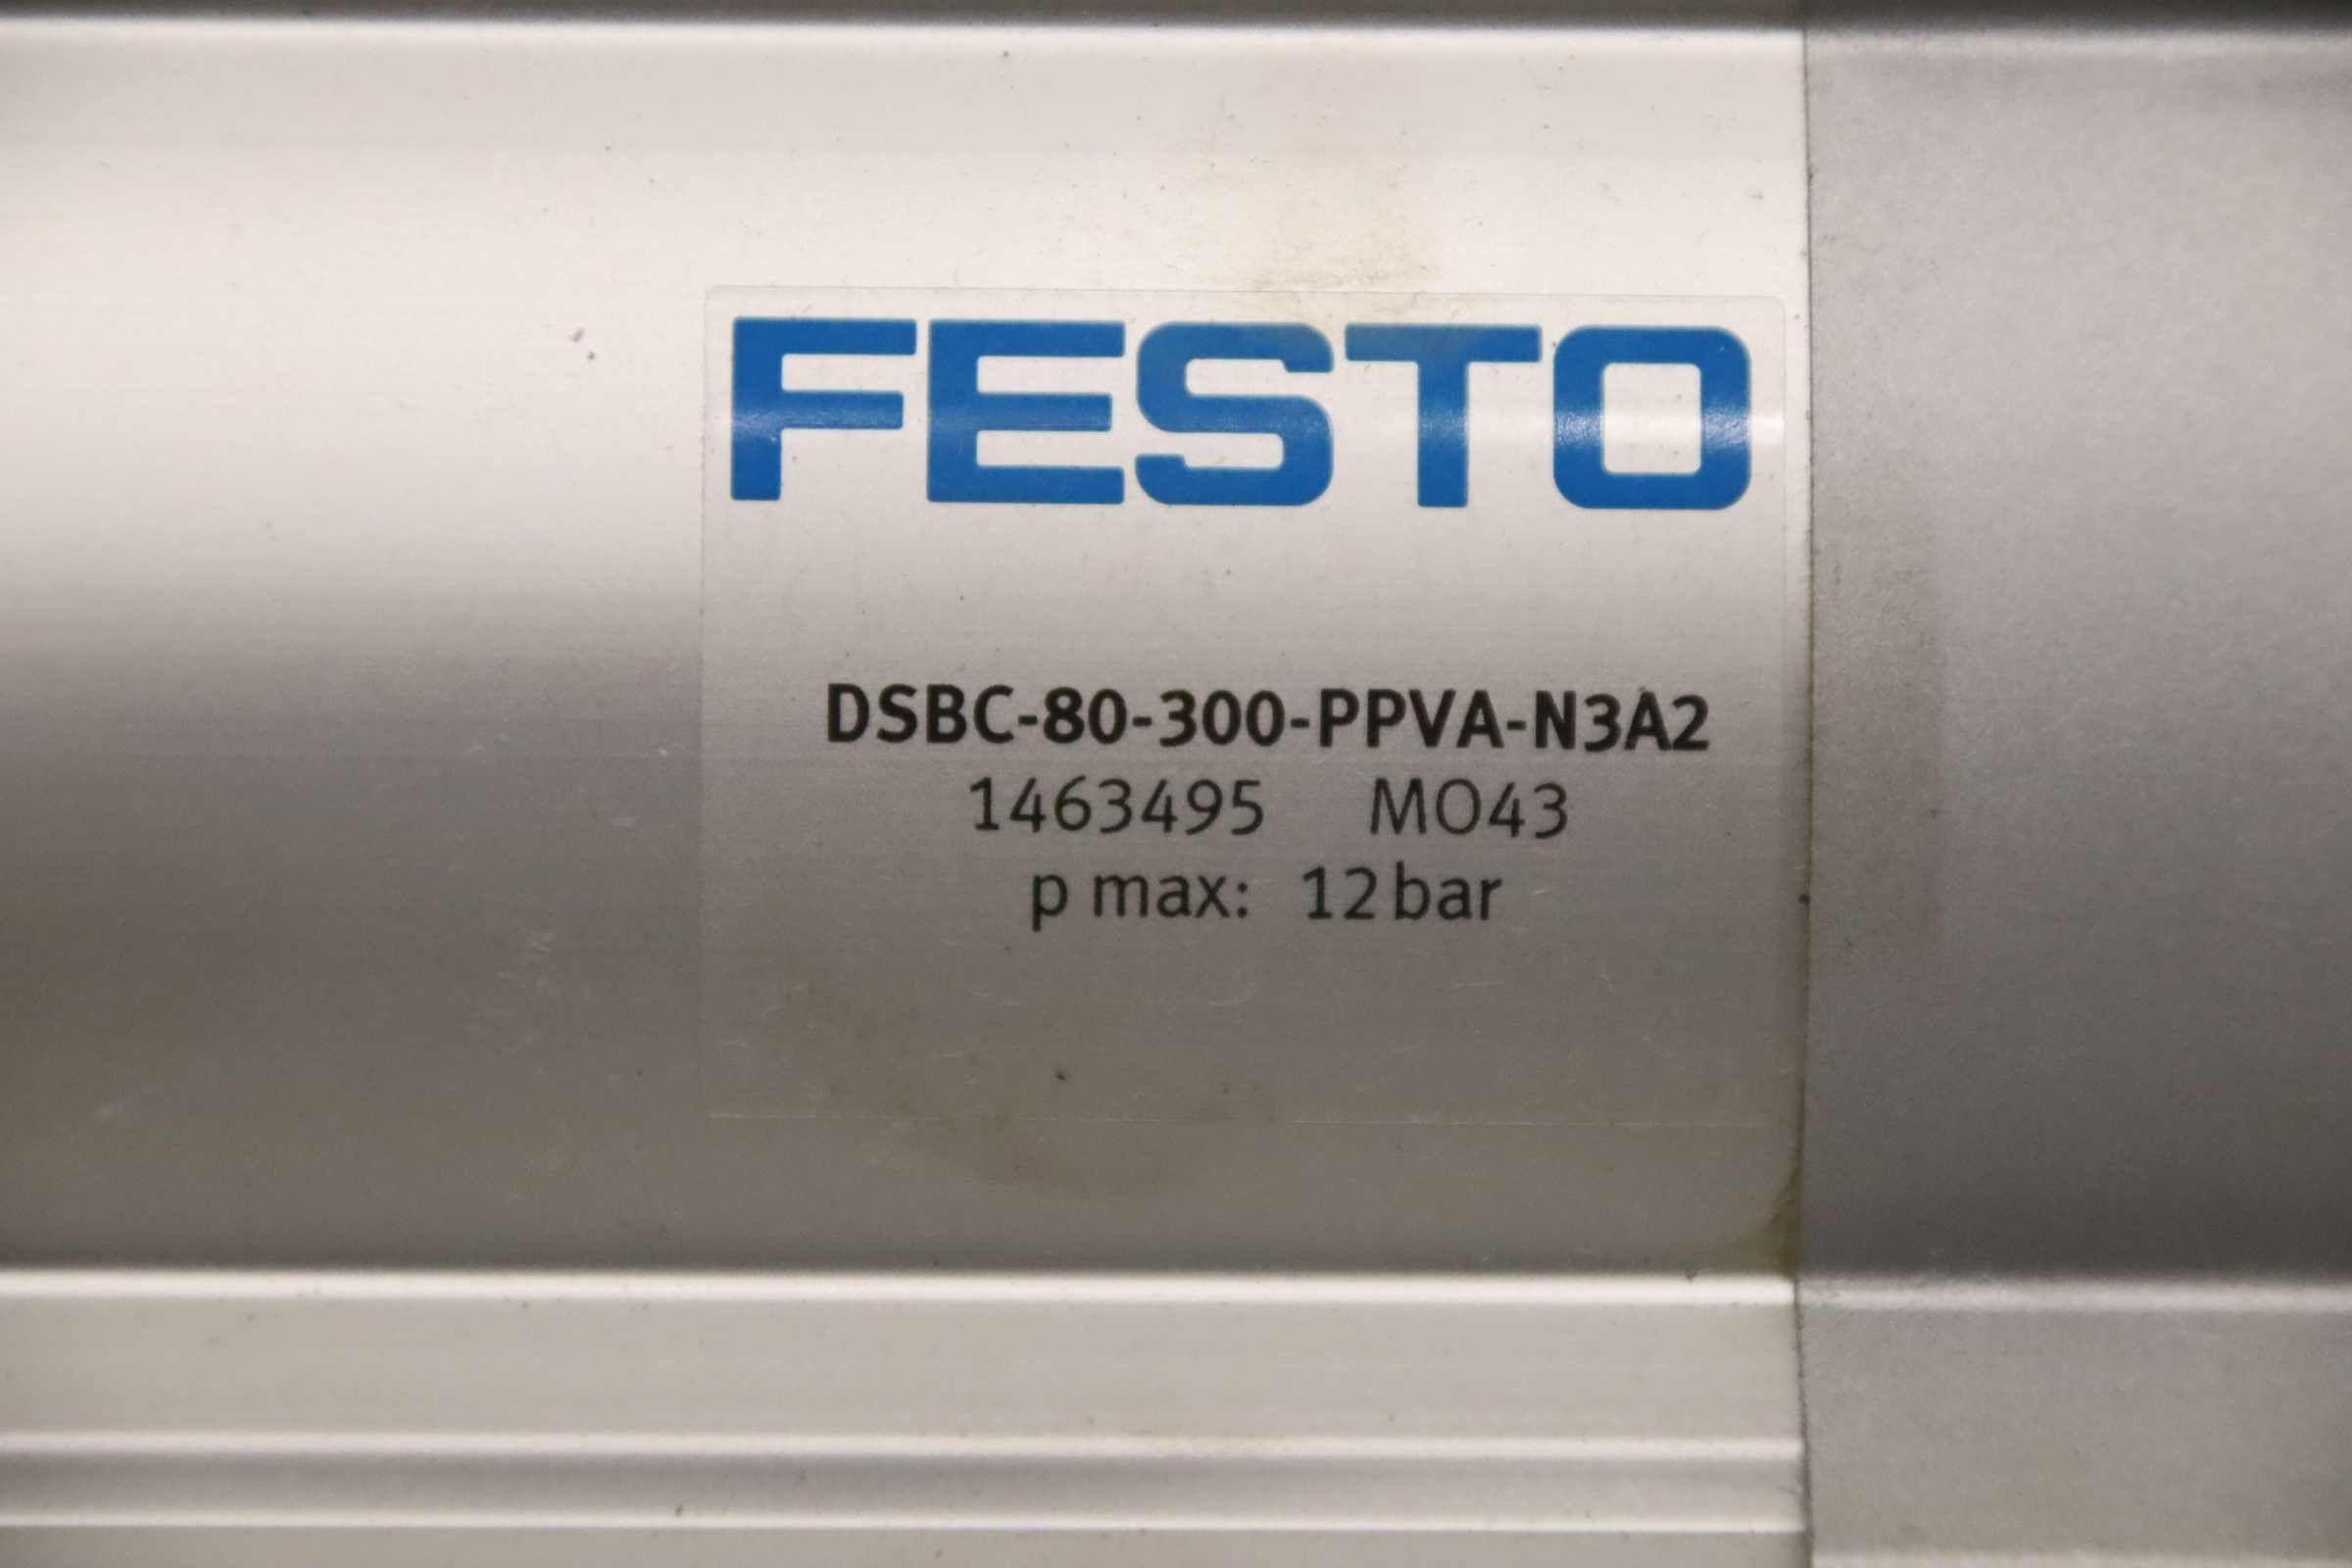 FESTO
DSBC-80-300-PPVA-N3A2
1463495 MO43
p max: 12 bar